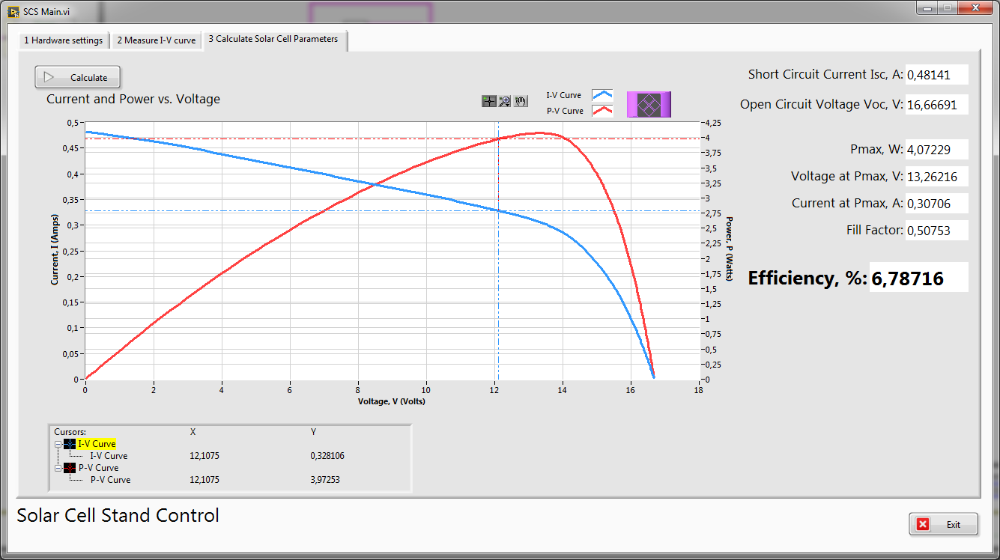 SCS Main.vi
1 Hardware settings
2 Measure I-V curve
3 Calculate Solar Cell Parameters
Calculate
Current and Power vs. Voltage
I-V Curve
P-V Curve
Short Circuit Current Isc, A: 0,48141
Open Circuit Voltage Voc, V: 16,66691
Pmax, W: 4,07229
Voltage at Pmax, V: 13,26216
Current at Pmax, A: 0,30706
Fill Factor: 0,50753
Efficiency, %: 6,78716
Current, I (Amps)
0,5
0,45
0,4
0,35
0,3
0,25
0,2
0,15
0,1
0,05
0
4,25
4
3,75
3,5
3,25
3
2,75
2,5
2,25
2
1,75
1,5
1,25
1
0,75
0,5
0,25
0
Power, P (Watts)
0 2 4 6 8 10 12 14 16 18
Voltage, V (Volts)
Cursors: X Y
I-V Curve
I-V Curve 12,1075 0,328106
P-V Curve
P-V Curve 12,1075 3,97253
Solar Cell Stand Control
Exit